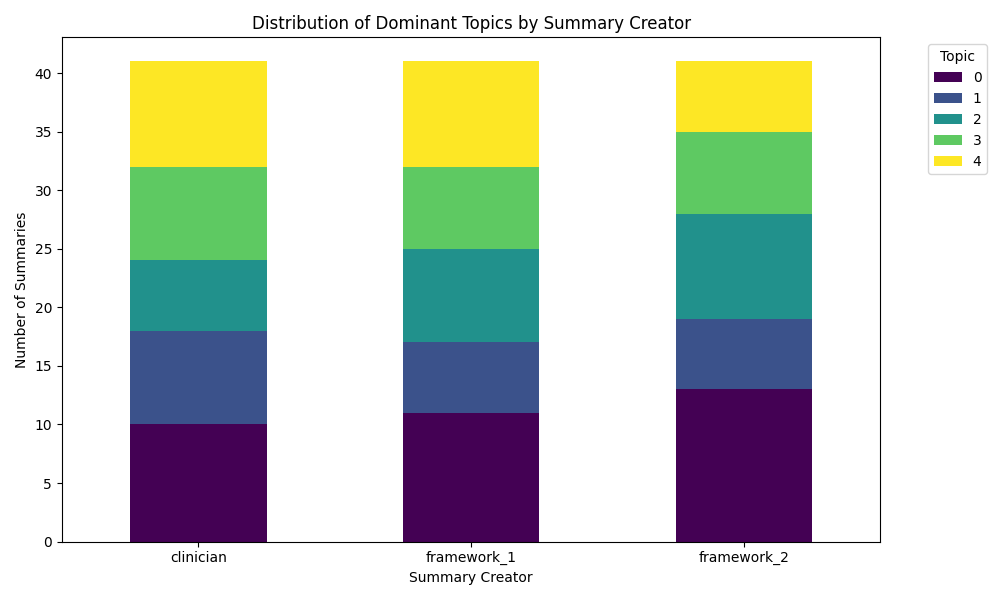 Distribution of Dominant Topics by Summary Creator
Topic
0
1
2
3
4
Number of Summaries
40
35
30
25
20
15
10
5
0
clinician framework_1 framework_2
Summary Creator